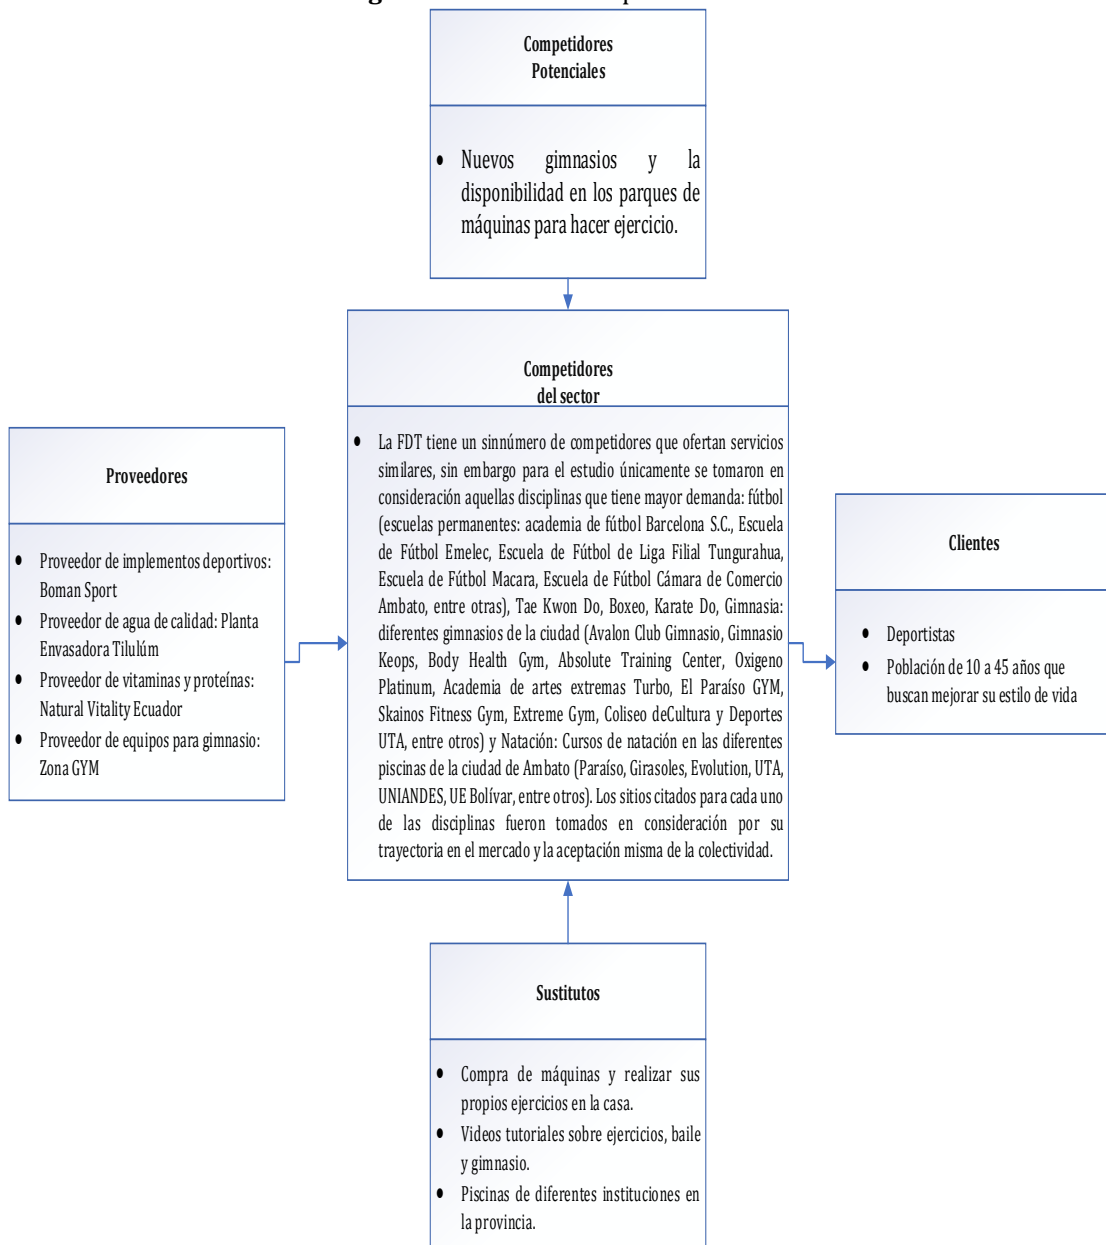 Competidores
Potenciales
• Nuevos gimnasios y la
disponibilidad en los parques de
máquinas para hacer ejercicio.
Competidores
del sector
• La FDT tiene un sinnúmero de competidores que ofertan servicios
similares, sin embargo para el estudio únicamente se tomaron en
consideración aquellas disciplinas que tiene mayor demanda: fútbol
(escuelas permanentes: academia de fútbol Barcelona S.C., Escuela
de Fútbol Emelec, Escuela de Fútbol de Liga Filial Tungurahua,
Escuela de Fútbol Macara, Escuela de Fútbol Cámara de Comercio
Ambato, entre otras), Tae Kwon Do, Boxeo, Karate Do, Gimnasia:
diferentes gimnasios de la ciudad (Avalon Club Gimnasio, Gimnasio
Keops, Body Health Gym, Absolute Training Center, Oxigeno
Platinum, Academia de artes extremas Turbo, El Paraíso GYM,
Skainos Fitness Gym, Extreme Gym, Coliseo deCultura y Deportes
UTA, entre otros) y Natación: Cursos de natación en las diferentes
piscinas de la ciudad de Ambato (Paraíso, Girasoles, Evolution, UTA,
UNIANDES, UE Bolívar, entre otros). Los sitios citados para cada uno
de las disciplinas fueron tomados en consideración por su
trayectoria en el mercado y la aceptación misma de la colectividad.
Proveedores
• Proveedor de implementos deportivos:
Boman Sport
• Proveedor de agua de calidad: Planta
Envasadora Tilulúm
• Proveedor de vitaminas y proteínas:
Natural Vitality Ecuador
• Proveedor de equipos para gimnasio:
Zona GYM
Clientes
• Deportistas
• Población de 10 a 45 años que
buscan mejorar su estilo de vida
Sustitutos
• Compra de máquinas y realizar sus
propios ejercicios en la casa.
• Videos tutoriales sobre ejercicios, baile
y gimnasio.
• Piscinas de diferentes instituciones en
la provincia.